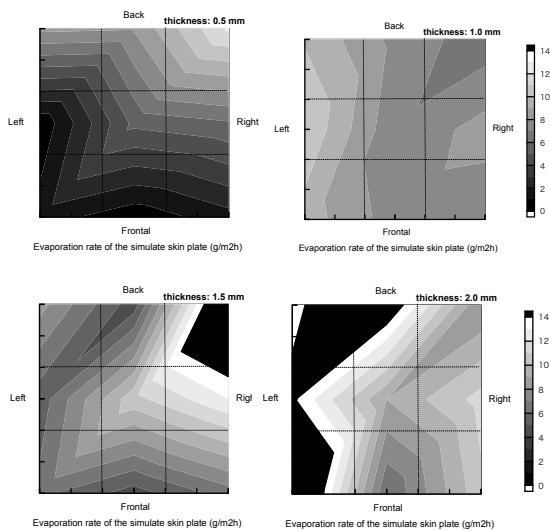 Back
thickness: 0.5 mm
Left
Right
Frontal
Evaporation rate of the simulate skin plate (g/m2h)
Back
thickness: 1.0 mm
Left
Right
Frontal
Evaporation rate of the simulate skin plate (g/m2h)
14
12
10
8
6
4
2
0
Back
thickness: 1.5 mm
Left
Righ
Frontal
Evaporation rate of the simulate skin plate (g/m2h)
Back
thickness: 2.0 mm
Left
Right
Frontal
Evaporation rate of the simulate skin plate (g/m2h)
14
12
10
8
6
4
2
0